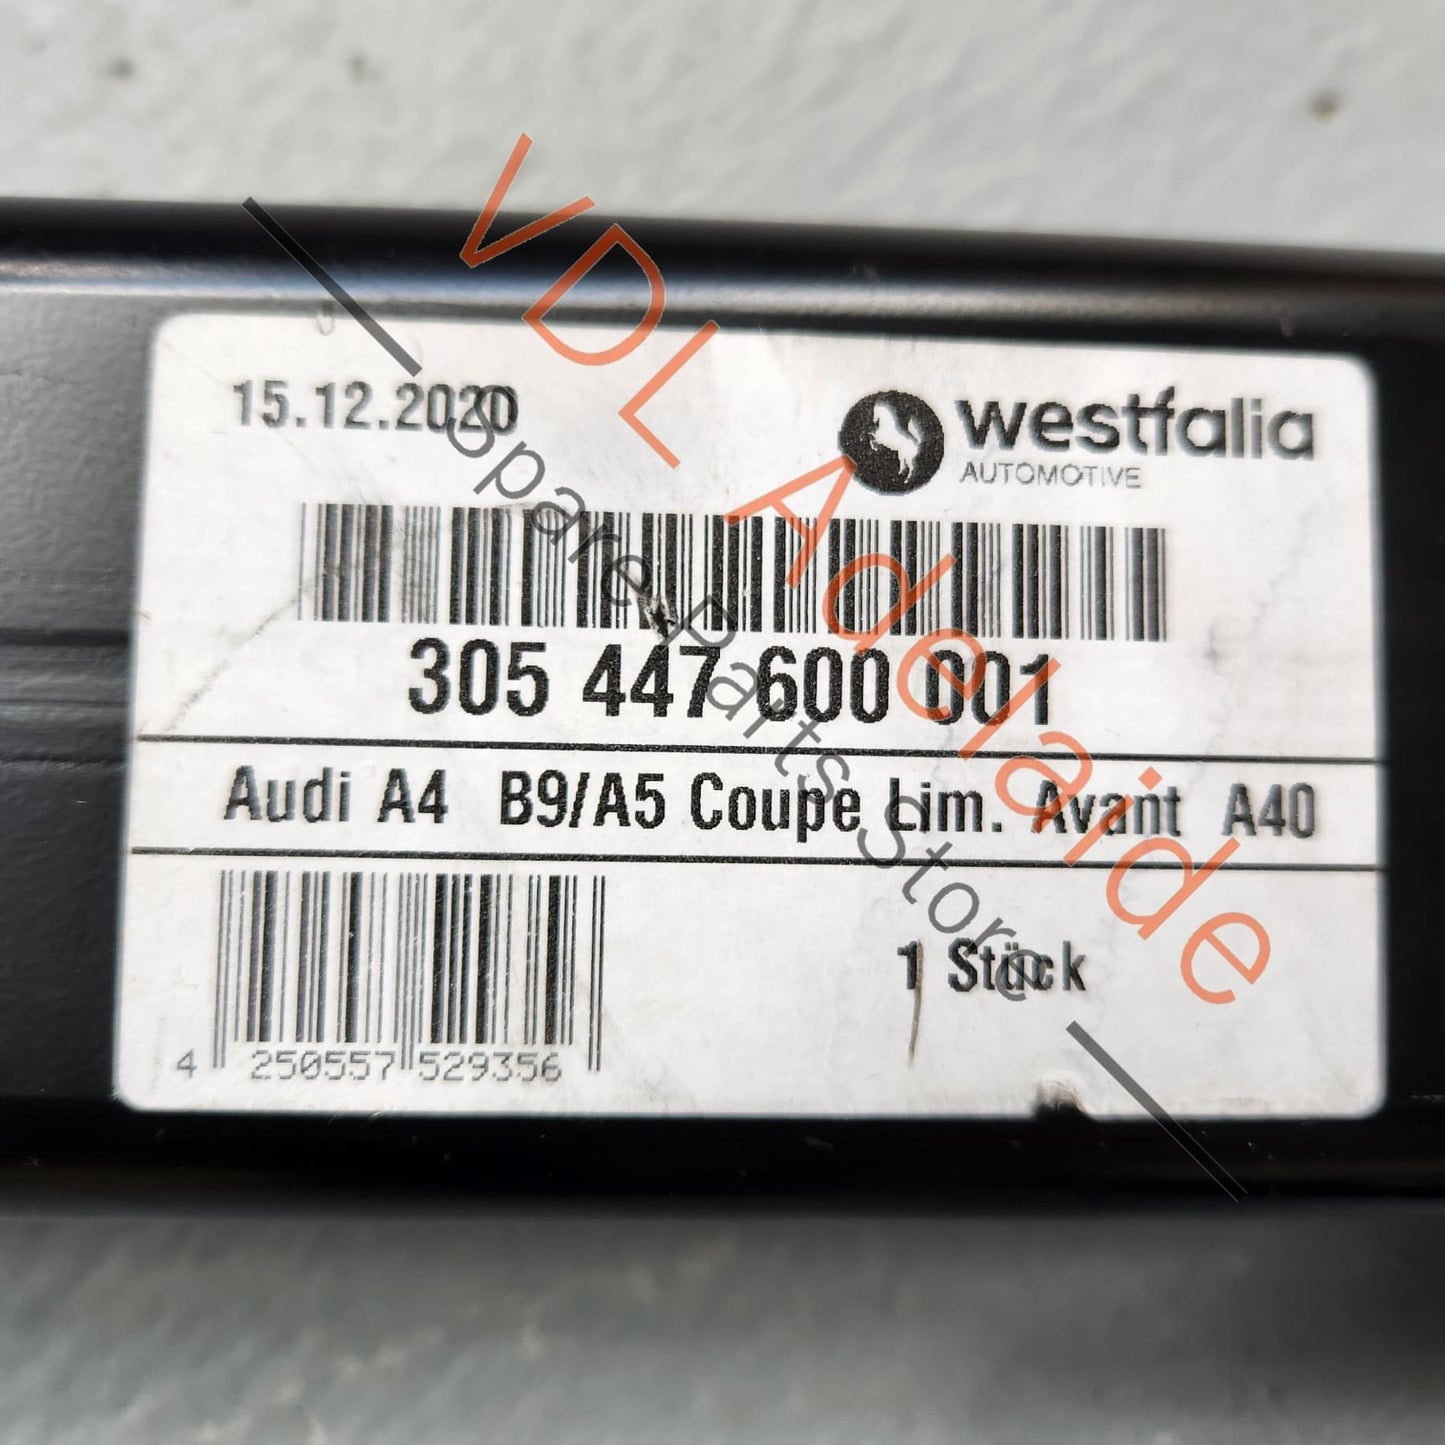 15.12.2020
westfalia
AUTOMOTIVE
305 447 600 001
Audi A4 B9/A5 Coupe Lim. Avant A40
1 Stück
4 250557 529356
VDL Adelaide
Spare Parts Store